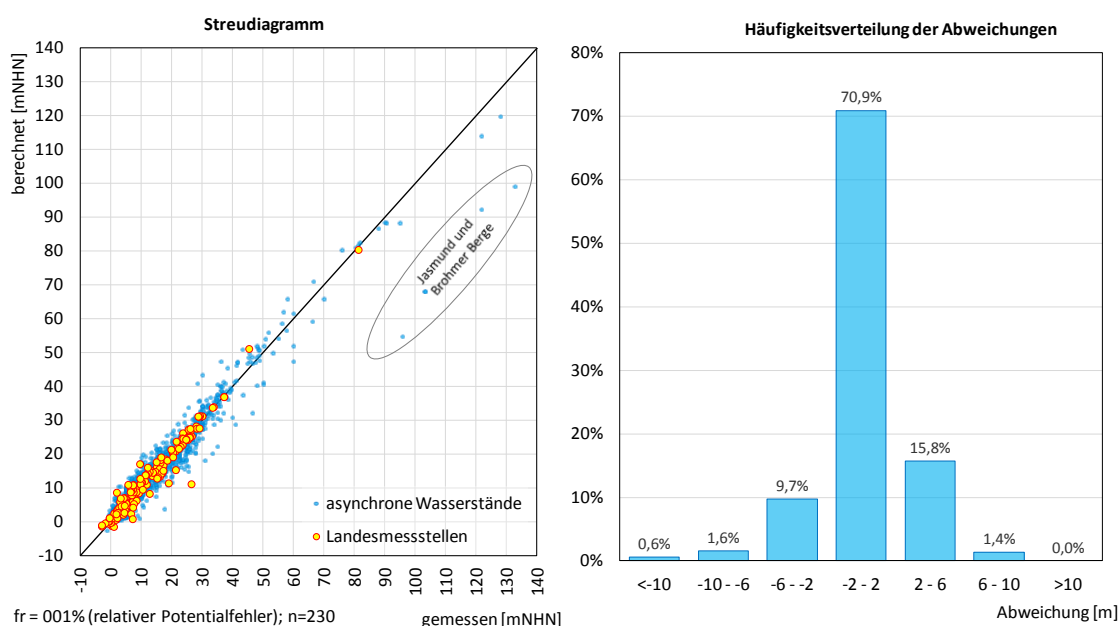 Streudiagramm
berechnet [mNHN]
140
130
120
110
100
90
80
70
60
50
40
30
20
10
0
-10
Jasmund und
Brohmer Berge
asynchrone Wasserstände
Landesmessstellen
-10 0 10 20 30 40 50 60 70 80 90 100 110 120 130 140
fr = 001% (relativer Potentialfehler); n=230
gemessen [mNHN]
Häufigkeitsverteilung der Abweichungen
80%
70%
60%
50%
40%
30%
20%
10%
0%
0,6% 1,6% 9,7% 70,9% 15,8% 1,4% 0,0%
<-10 -10 - -6 -6 - -2 -2 - 2 2 - 6 6 - 10 >10
Abweichung [m]